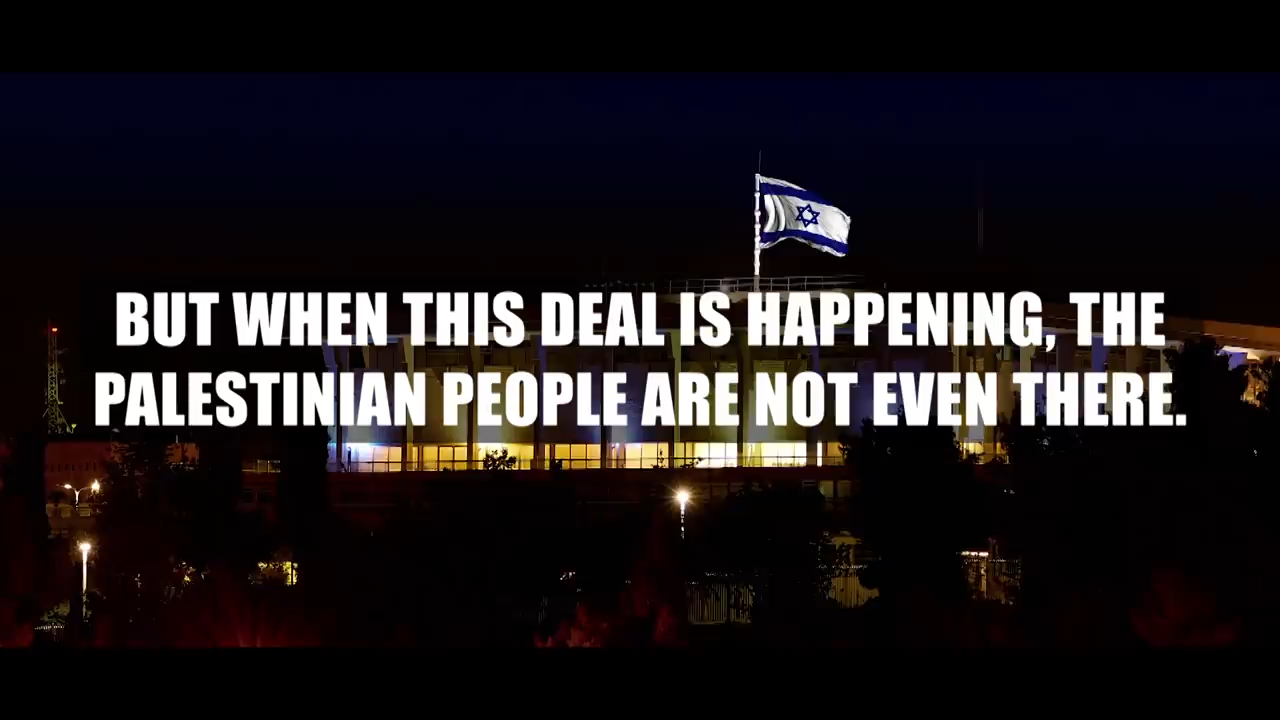 BUT WHEN THIS DEAL IS HAPPENING, THE
PALESTINIAN PEOPLE ARE NOT EVEN THERE.